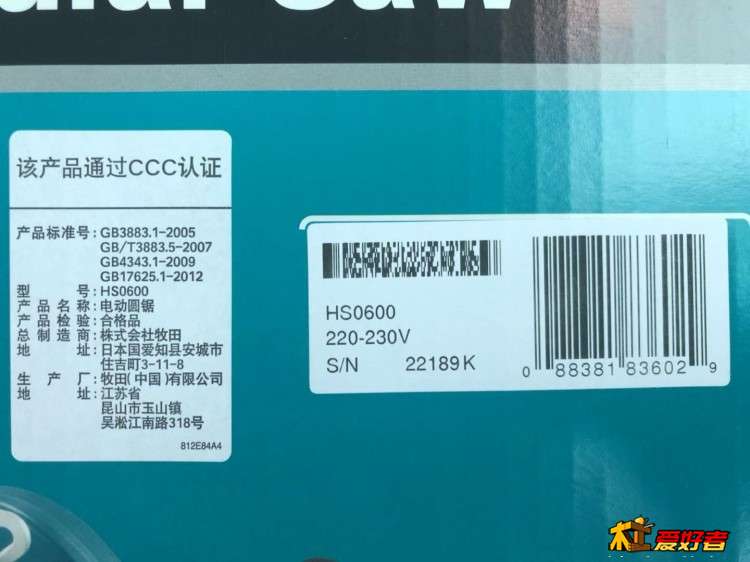 ular Saw
该产品通过CCC认证
产品标准号:GB3883.1-2005
GB/T3883.5-2007
GB4343.1-2009
GB17625.1-2012
型 号:HS0600
产品名称:电动圆锯
产品检验:合格品
总制造商:株式会社牧田
地 址:日本国爱知县安城市
住吉町3-11-8
生产厂:牧田(中国)有限公司
地 址:江苏省
昆山市玉山镇
吴淞江南路318号
812E84A4
HS0600
220-230V
S/N 22189K
0 88381 83602 9
爱好者